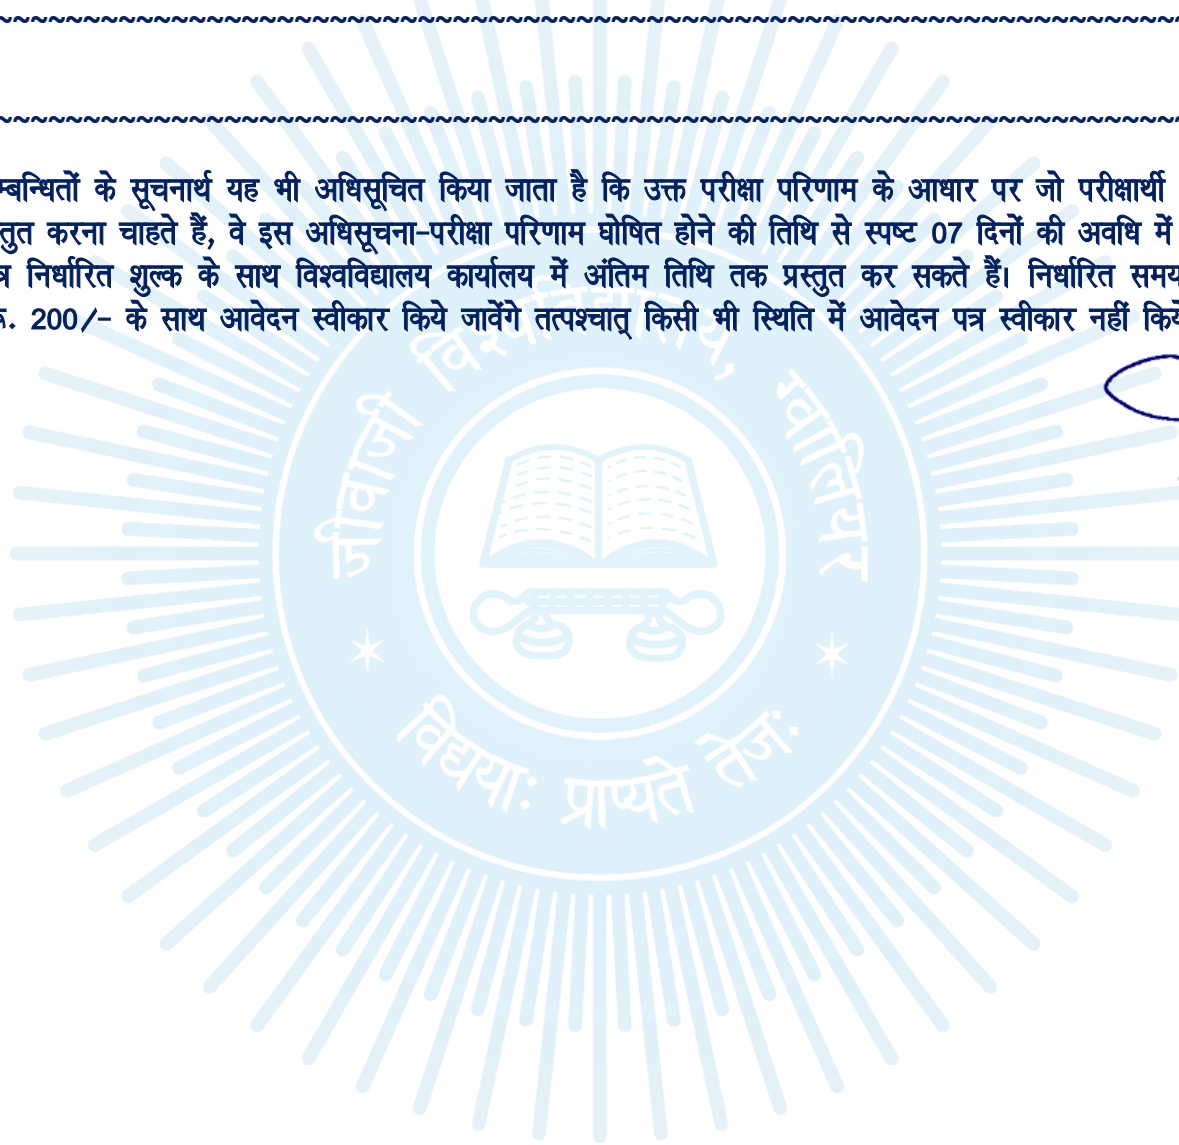 म्बन्धितों के सूचनार्थ यह भी अधिसूचित किया जाता है कि उक्त परीक्षा परिणाम के आधार पर जो परीक्षार्थी
तुत करना चाहते हैं, वे इस अधिसूचना-परीक्षा परिणाम घोषित होने की तिथि से स्पष्ट 07 दिनों की अवधि में
त्र निर्धारित शुल्क के साथ विश्वविद्यालय कार्यालय में अंतिम तिथि तक प्रस्तुत कर सकते हैं। निर्धारित समय
रू. 200/- के साथ आवेदन स्वीकार किये जावेंगे तत्पश्चात् किसी भी स्थिति में आवेदन पत्र स्वीकार नहीं किये
जीवाजी विश्वविद्यालय, ग्वालियर
विद्यया: प्राप्यते तेज: